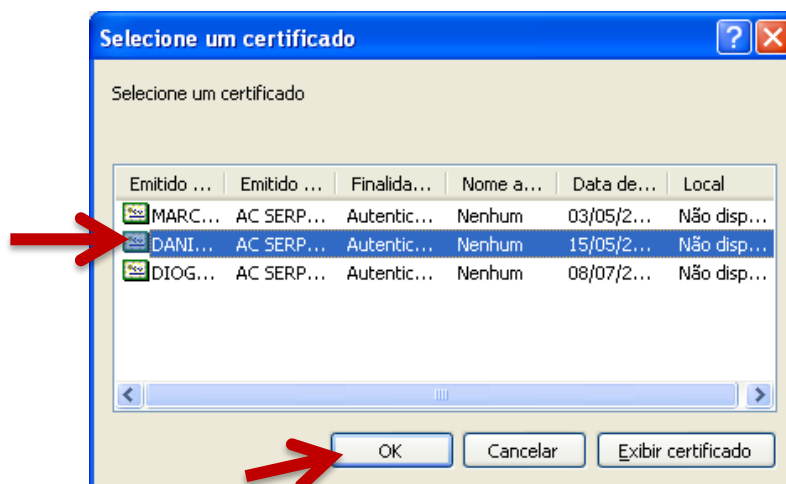 Selecione um certificado
Selecione um certificado
Emitido ... Emitido ... Finalida... Nome a... Data de... Local
MARC... AC SERP... Autentic... Nenhum 03/05/2... Não disp...
DANI... AC SERP... Autentic... Nenhum 15/05/2... Não disp...
DIOG... AC SERP... Autentic... Nenhum 08/07/2... Não disp...
OK Cancelar Exibir certificado